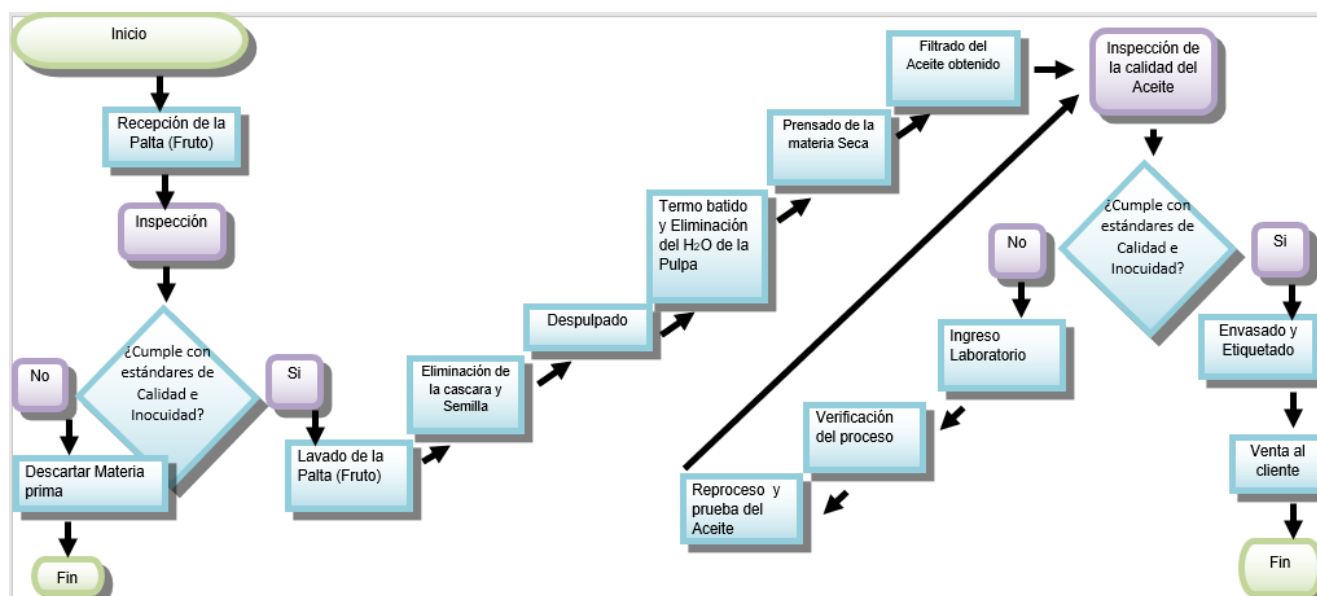 Inicio
Recepción de la
Palta (Fruto)
Inspección
¿Cumple con
estándares de
Calidad e
Inocuidad?
No
Descartar Materia
prima
Fin
Si
Lavado de la
Palta (Fruto)
Eliminación de
la cascara y
Semilla
Despulpado
Termo batido
y Eliminación
del H₂O de la
Pulpa
Prensado de la
materia Seca
Filtrado del
Aceite obtenido
Inspección de
la calidad del
Aceite
¿Cumple con
estándares de
Calidad e
Inocuidad?
No
Ingreso
Laboratorio
Verificación
del proceso
Reproceso y
prueba del
Aceite
Si
Envasado y
Etiquetado
Venta al
cliente
Fin